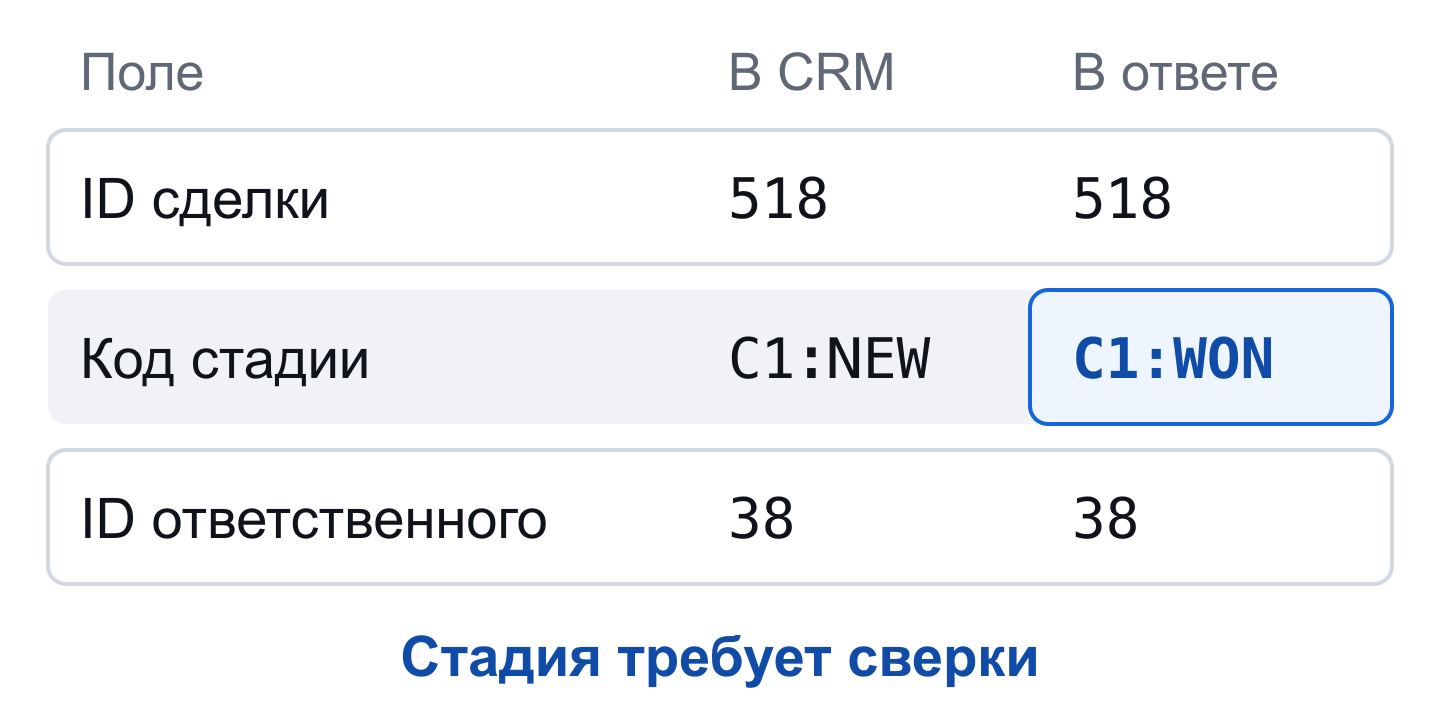 Поле В CRM В ответе
ID сделки 518 518
Код стадии C1:NEW C1:WON
ID ответственного 38 38
Стадия требует сверки